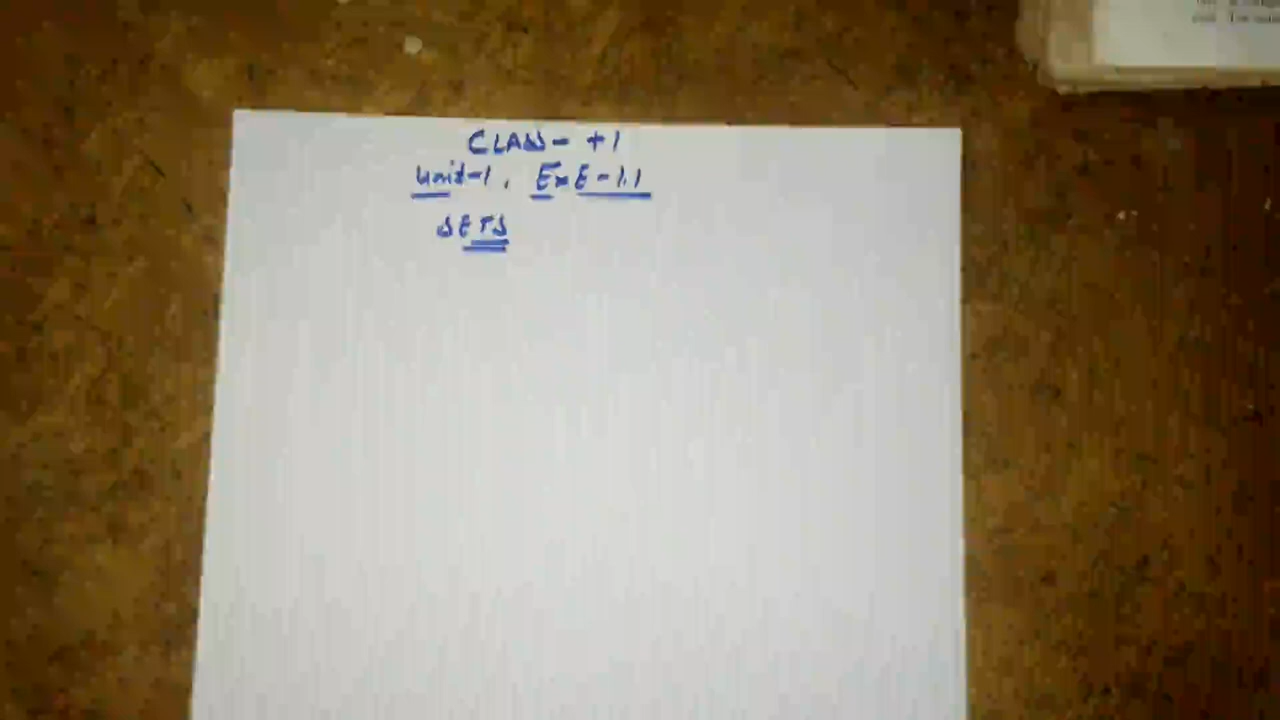 CLASS - +1
Unit-1, ExE-1.1
SETS